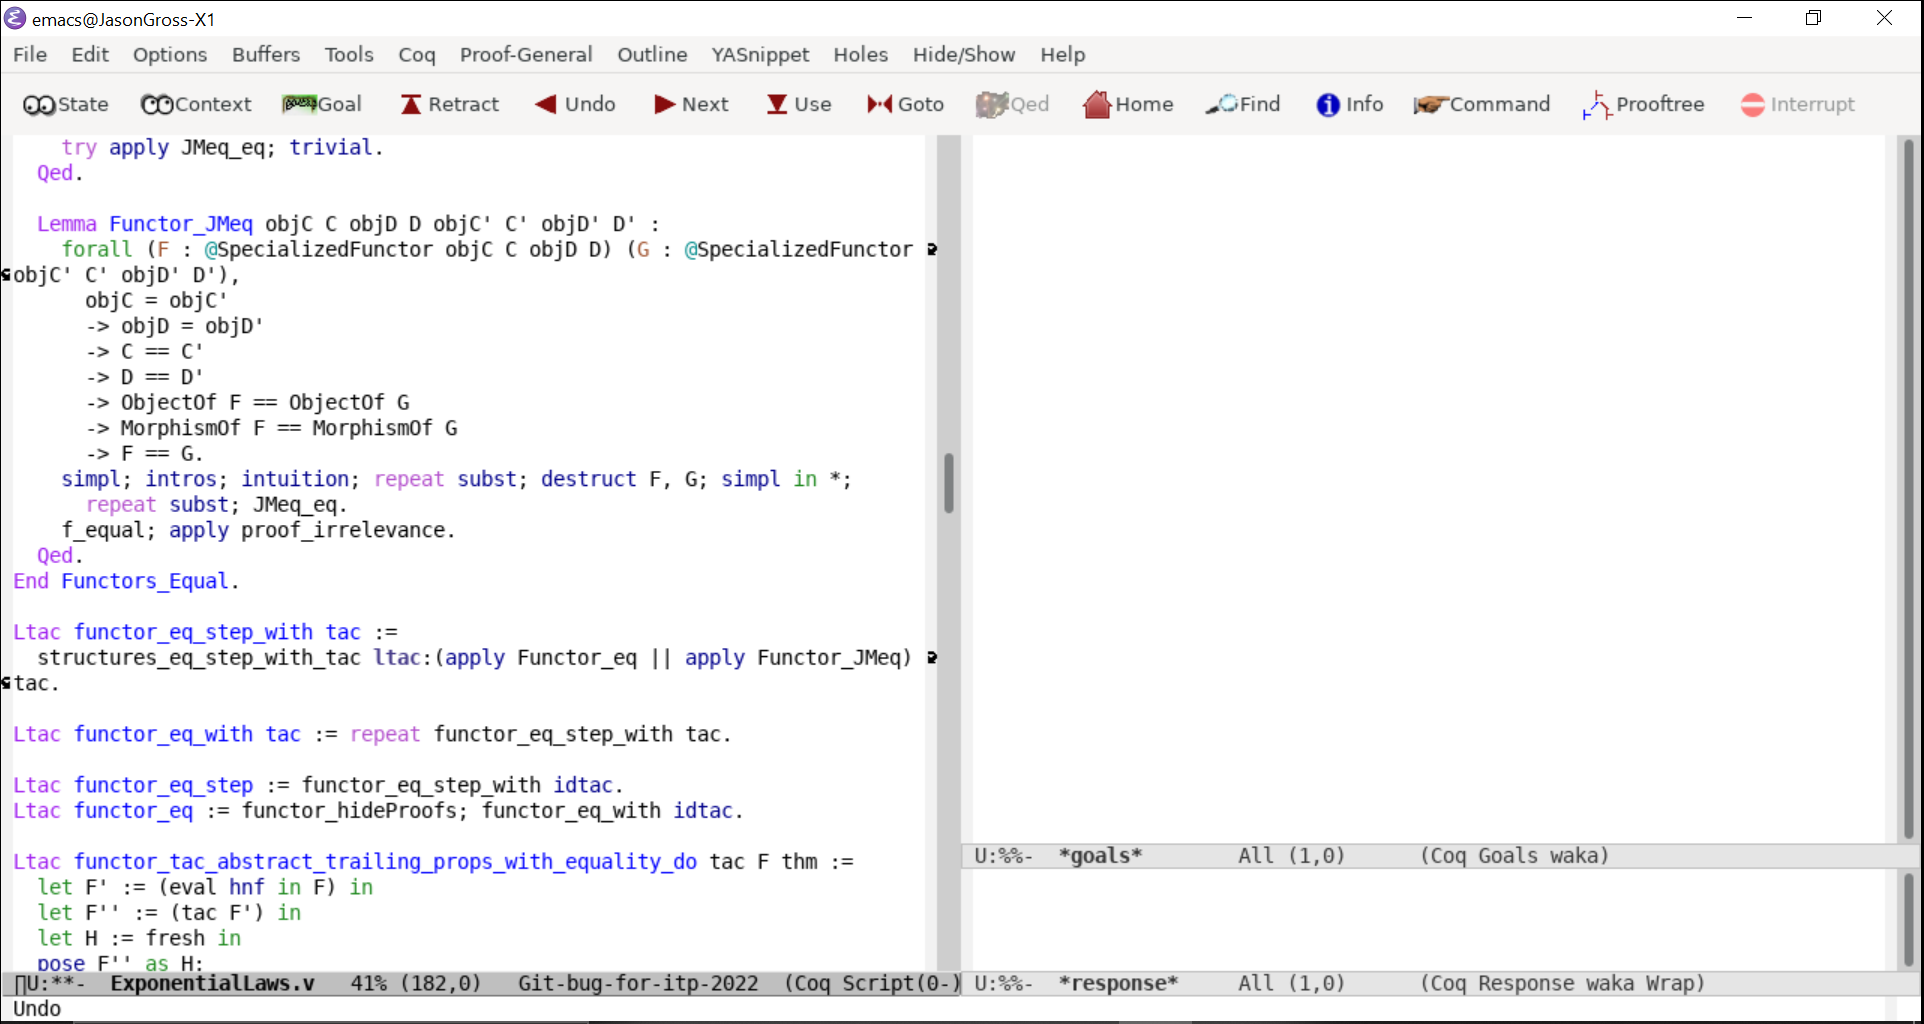 emacs@JasonGross-X1
File Edit Options Buffers Tools Coq Proof-General Outline YASnippet Holes Hide/Show Help
State Context Goal Retract Undo Next Use Goto Qed Home Find Info Command Prooftree Interrupt
    try apply JMeq_eq; trivial.
  Qed.

  Lemma Functor_JMeq objC C objD D objC' C' objD' D' :
    forall (F : @SpecializedFunctor objC C objD D) (G : @SpecializedFunctor
objC' C' objD' D'),
      objC = objC'
      -> objD = objD'
      -> C == C'
      -> D == D'
      -> ObjectOf F == ObjectOf G
      -> MorphismOf F == MorphismOf G
      -> F == G.
    simpl; intros; intuition; repeat subst; destruct F, G; simpl in *;
      repeat subst; JMeq_eq.
    f_equal; apply proof_irrelevance.
  Qed.
End Functors_Equal.

Ltac functor_eq_step_with tac :=
  structures_eq_step_with_tac ltac:(apply Functor_eq || apply Functor_JMeq)
tac.

Ltac functor_eq_with tac := repeat functor_eq_step_with tac.

Ltac functor_eq_step := functor_eq_step_with idtac.
Ltac functor_eq := functor_hideProofs; functor_eq_with idtac.

Ltac functor_tac_abstract_trailing_props_with_equality_do tac F thm :=
  let F' := (eval hnf in F) in
  let F'' := (tac F') in
  let H := fresh in
  pose F'' as H;
U:**-  ExponentialLaws.v   41% (182,0)   Git-bug-for-itp-2022  (Coq Script(0-)
U:%%-  *goals*        All (1,0)      (Coq Goals waka)
U:%%-  *response*     All (1,0)      (Coq Response waka Wrap)
Undo